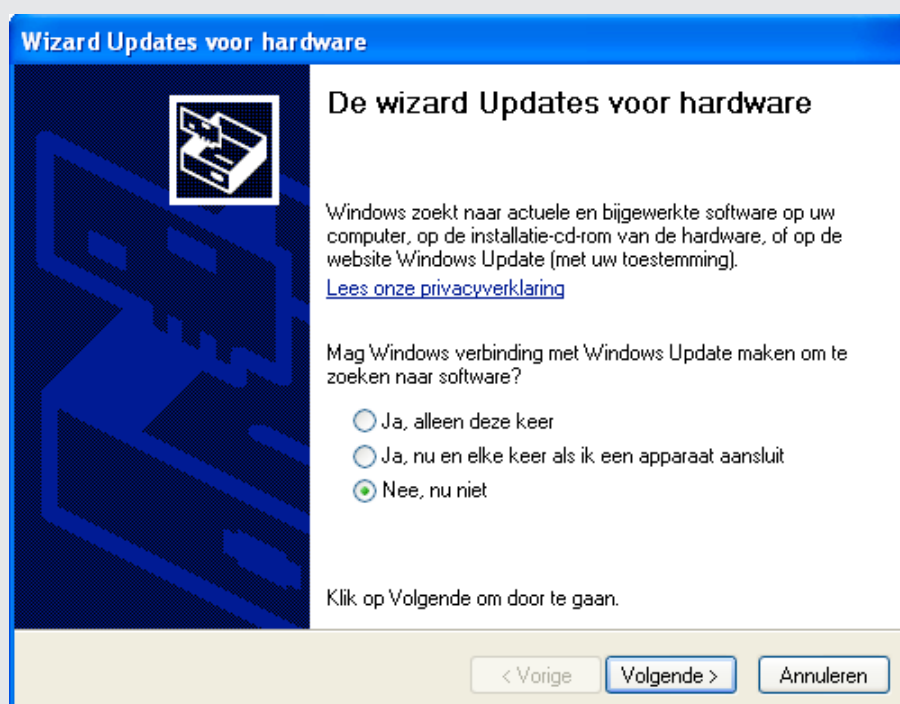 Wizard Updates voor hardware
De wizard Updates voor hardware
Windows zoekt naar actuele en bijgewerkte software op uw
computer, op de installatie-cd-rom van de hardware, of op de
website Windows Update (met uw toestemming).
Lees onze privacyverklaring
Mag Windows verbinding met Windows Update maken om te
zoeken naar software?
Ja, alleen deze keer
Ja, nu en elke keer als ik een apparaat aansluit
Nee, nu niet
Klik op Volgende om door te gaan.
< Vorige
Volgende >
Annuleren